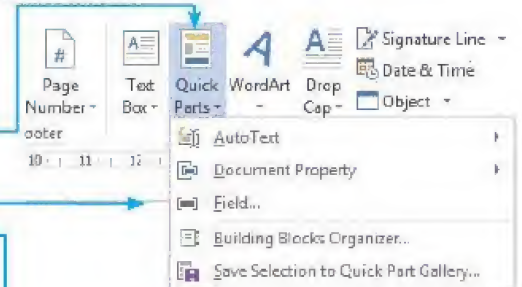 #
A
A
A
Signature Line
Date & Time
Object
Page Number
Text Box
Quick Parts
WordArt
Drop Cap
ooter
10 11 12
AutoText
Document Property
Field...
Building Blocks Organizer...
Save Selection to Quick Part Gallery...